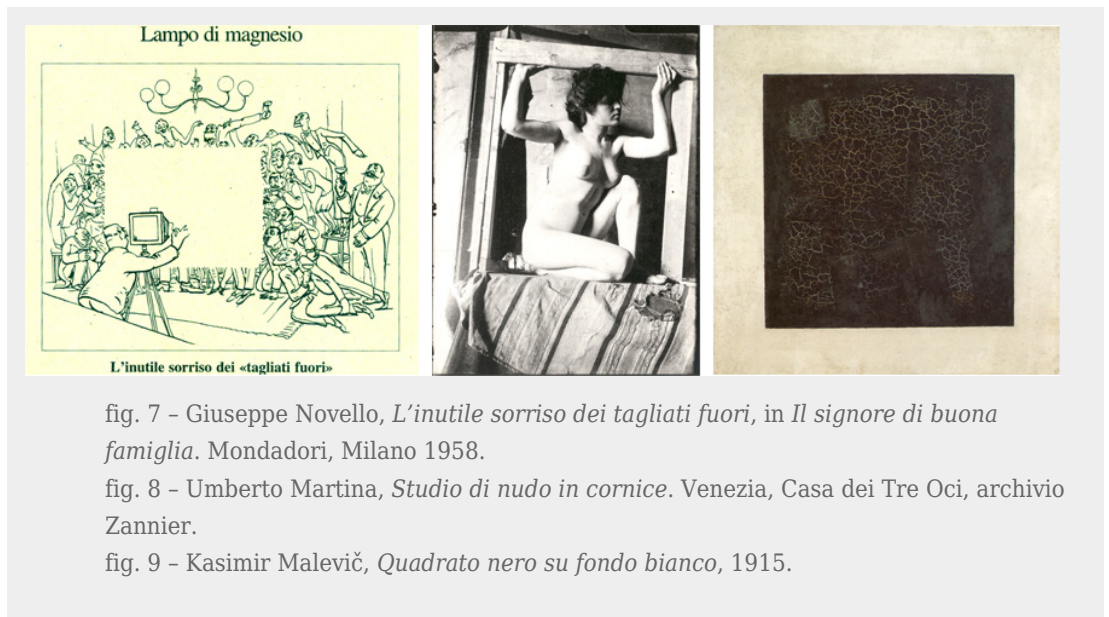 Lampo di magnesio
L'inutile sorriso dei «tagliati fuori»
fig. 7 – Giuseppe Novello, L’inutile sorriso dei tagliati fuori, in Il signore di buona
famiglia. Mondadori, Milano 1958.
fig. 8 – Umberto Martina, Studio di nudo in cornice. Venezia, Casa dei Tre Oci, archivio
Zannier.
fig. 9 – Kasimir Malevič, Quadrato nero su fondo bianco, 1915.